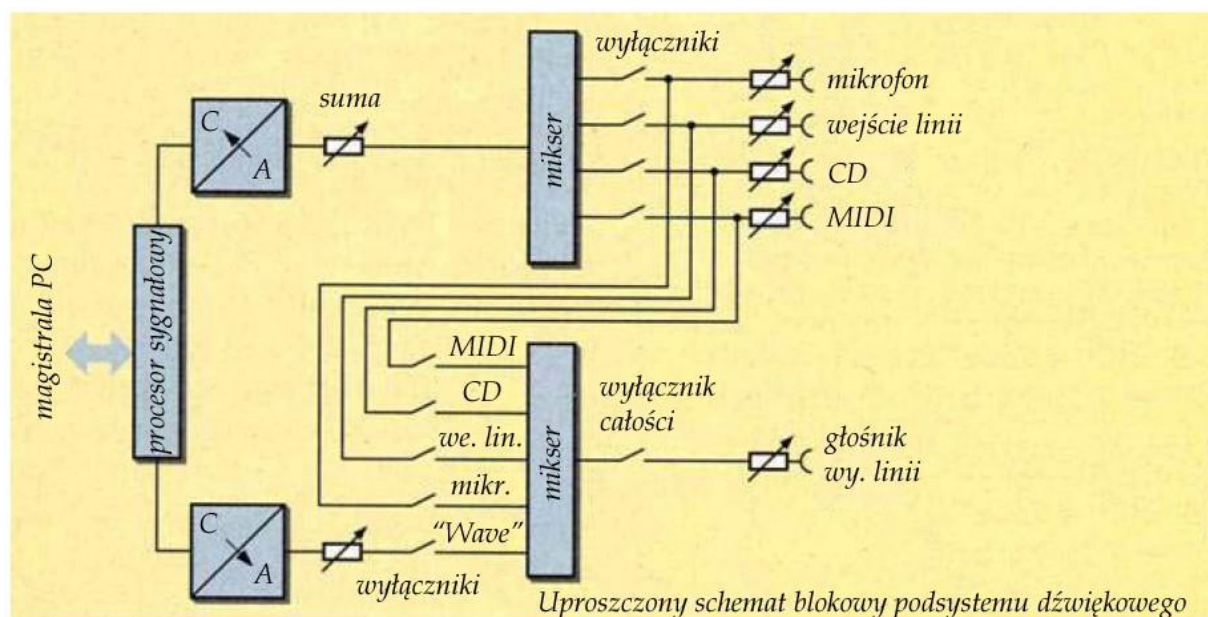 wyłączniki
mikrofon
suma
C
A
mikser
wejście linii
CD
MIDI
magistrala PC
procesor sygnałowy
MIDI
CD
we. lin.
mikr.
"Wave"
mikser
wyłącznik
całości
głośnik
wy. linii
C
A
wyłączniki
Uproszczony schemat blokowy podsystemu dźwiękowego